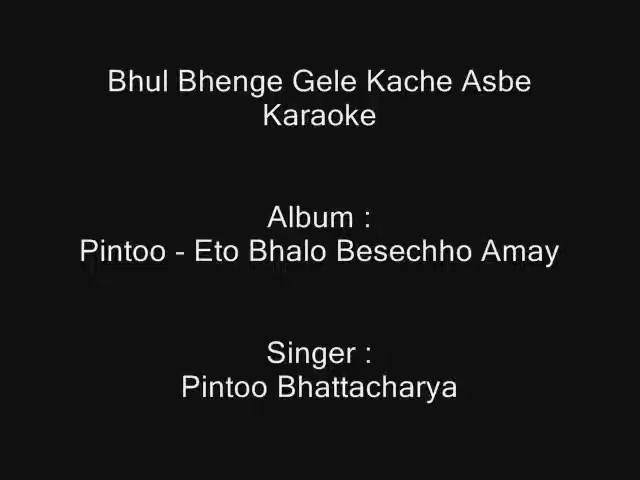 Bhul Bhenge Gele Kache Asbe
Karaoke
Album :
Pintoo - Eto Bhalo Besechho Amay
Singer :
Pintoo Bhattacharya